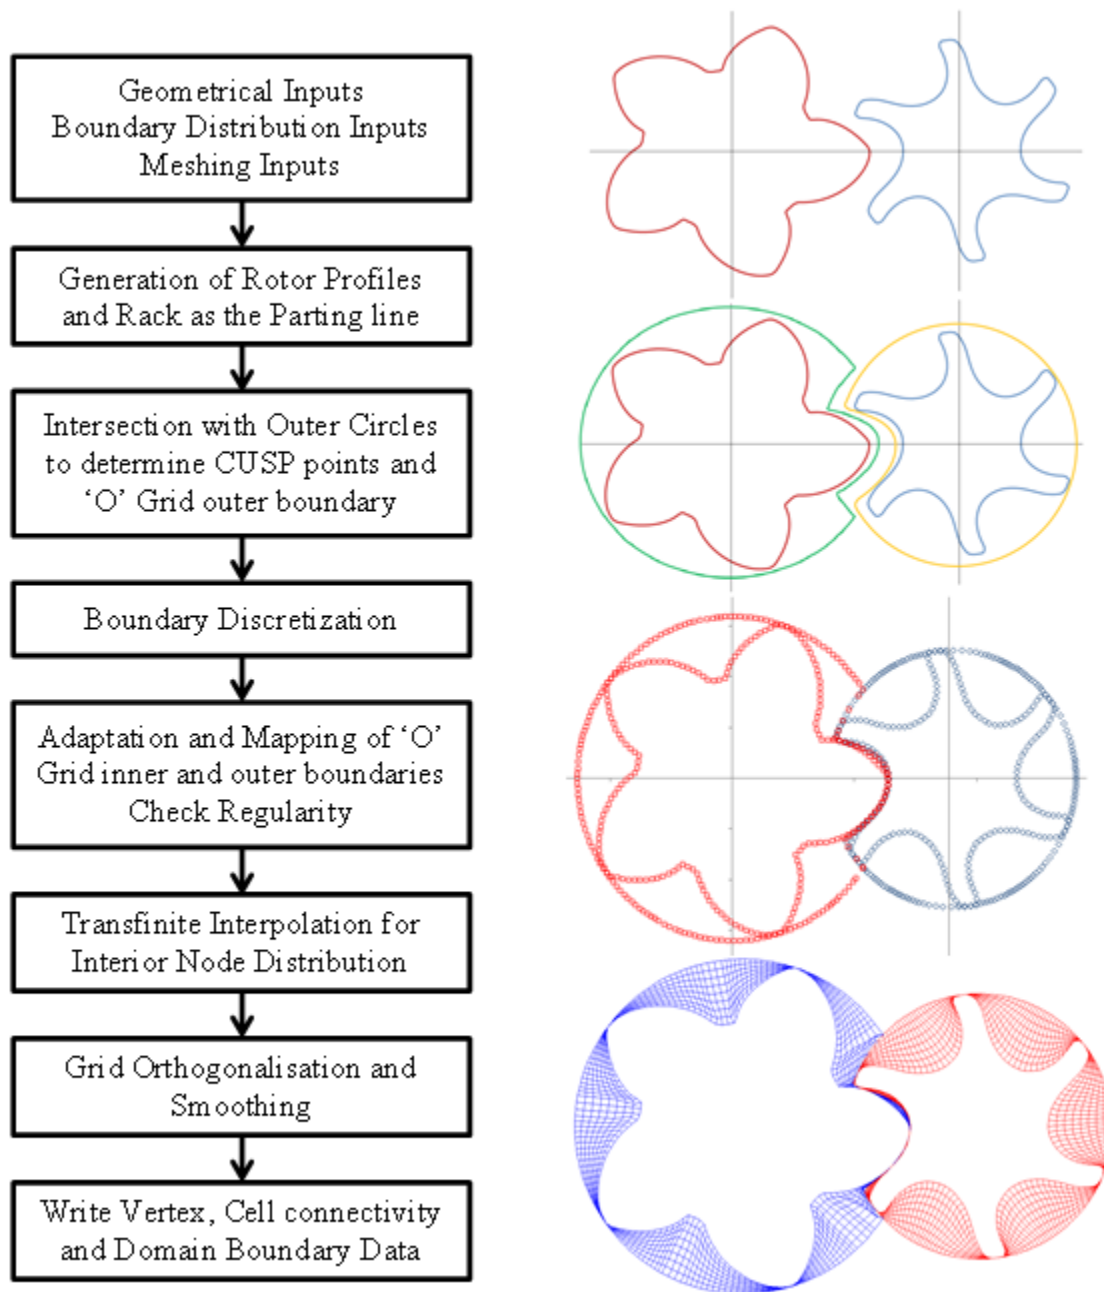 Geometrical Inputs
Boundary Distribution Inputs
Meshing Inputs
Generation of Rotor Profiles
and Rack as the Parting line
Intersection with Outer Circles
to determine CUSP points and
‘O’ Grid outer boundary
Boundary Discretization
Adaptation and Mapping of ‘O’
Grid inner and outer boundaries
Check Regularity
Transfinite Interpolation for
Interior Node Distribution
Grid Orthogonalisation and
Smoothing
Write Vertex, Cell connectivity
and Domain Boundary Data